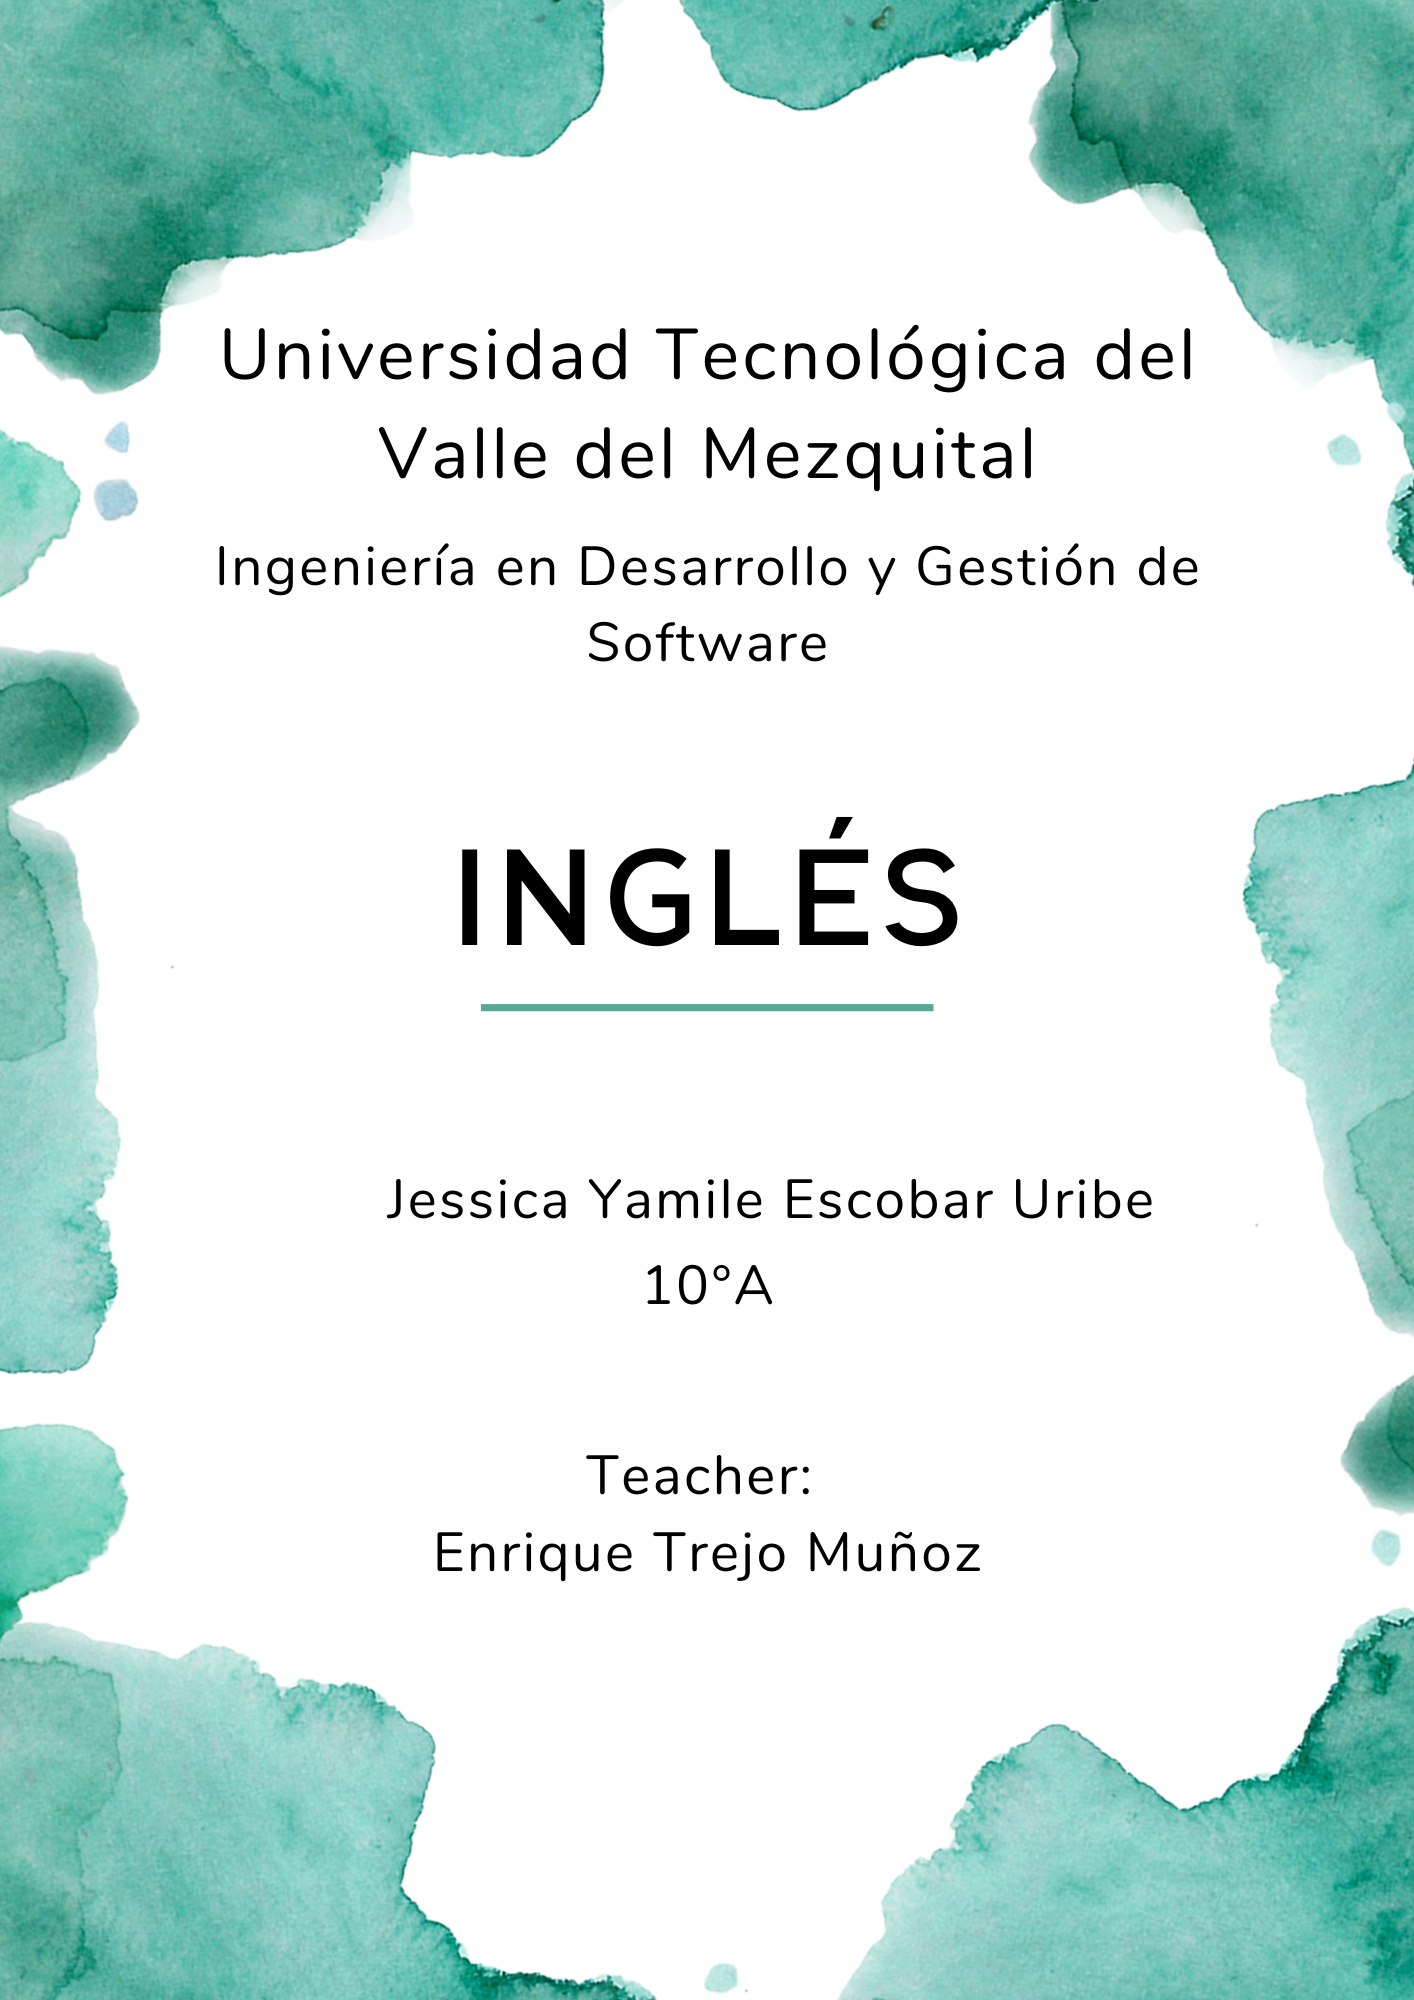 Universidad Tecnológica del
Valle del Mezquital
Ingeniería en Desarrollo y Gestión de
Software
INGLÉS
Jessica Yamile Escobar Uribe
10°A
Teacher:
Enrique Trejo Muñoz